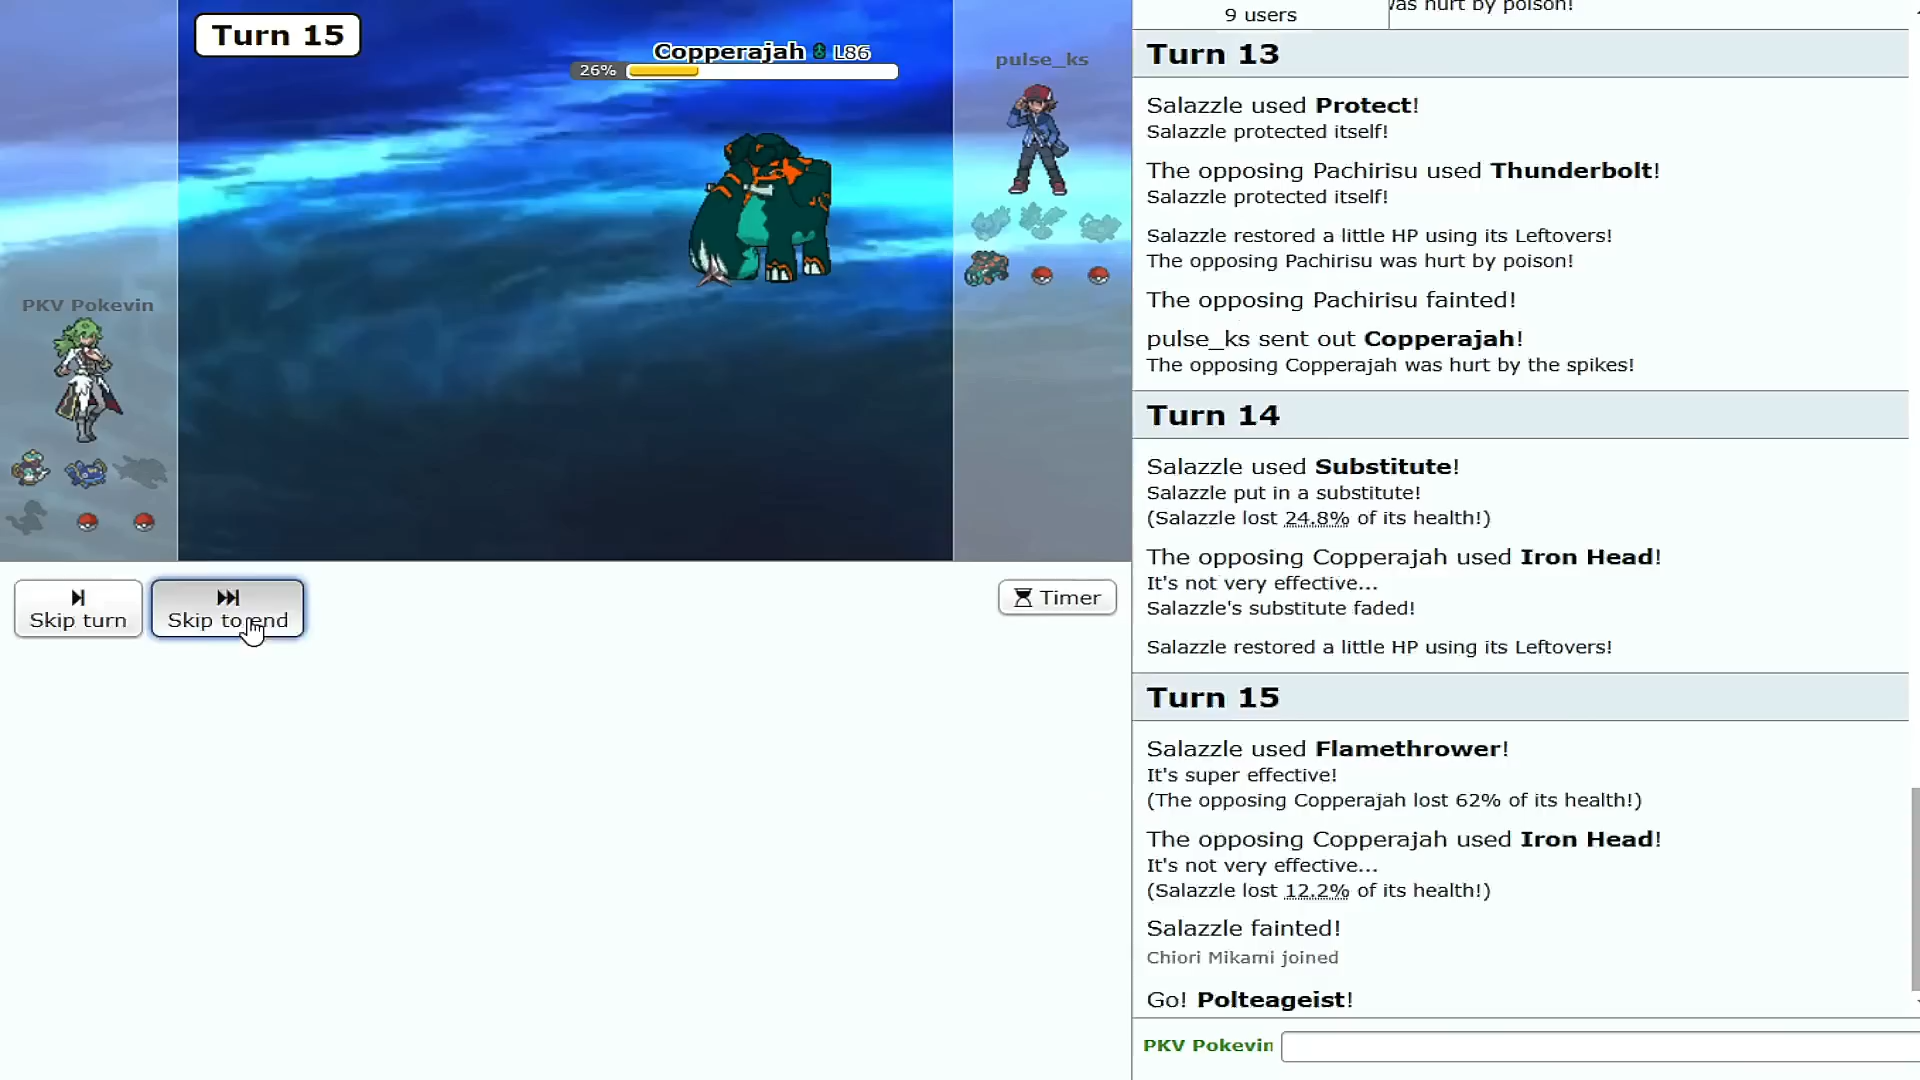 Turn 15
Copperajah L86
26%
pulse_ks
PKV Pokevin
Skip turn
Skip to end
Timer
9 users
was hurt by poison!
Turn 13
Salazzle used Protect!
Salazzle protected itself!
The opposing Pachirisu used Thunderbolt!
Salazzle protected itself!
Salazzle restored a little HP using its Leftovers!
The opposing Pachirisu was hurt by poison!
The opposing Pachirisu fainted!
pulse_ks sent out Copperajah!
The opposing Copperajah was hurt by the spikes!
Turn 14
Salazzle used Substitute!
Salazzle put in a substitute!
(Salazzle lost 24.8% of its health!)
The opposing Copperajah used Iron Head!
It's not very effective...
Salazzle's substitute faded!
Salazzle restored a little HP using its Leftovers!
Turn 15
Salazzle used Flamethrower!
It's super effective!
(The opposing Copperajah lost 62% of its health!)
The opposing Copperajah used Iron Head!
It's not very effective...
(Salazzle lost 12.2% of its health!)
Salazzle fainted!
Chiori Mikami joined
Go! Polteageist!
PKV Pokevin